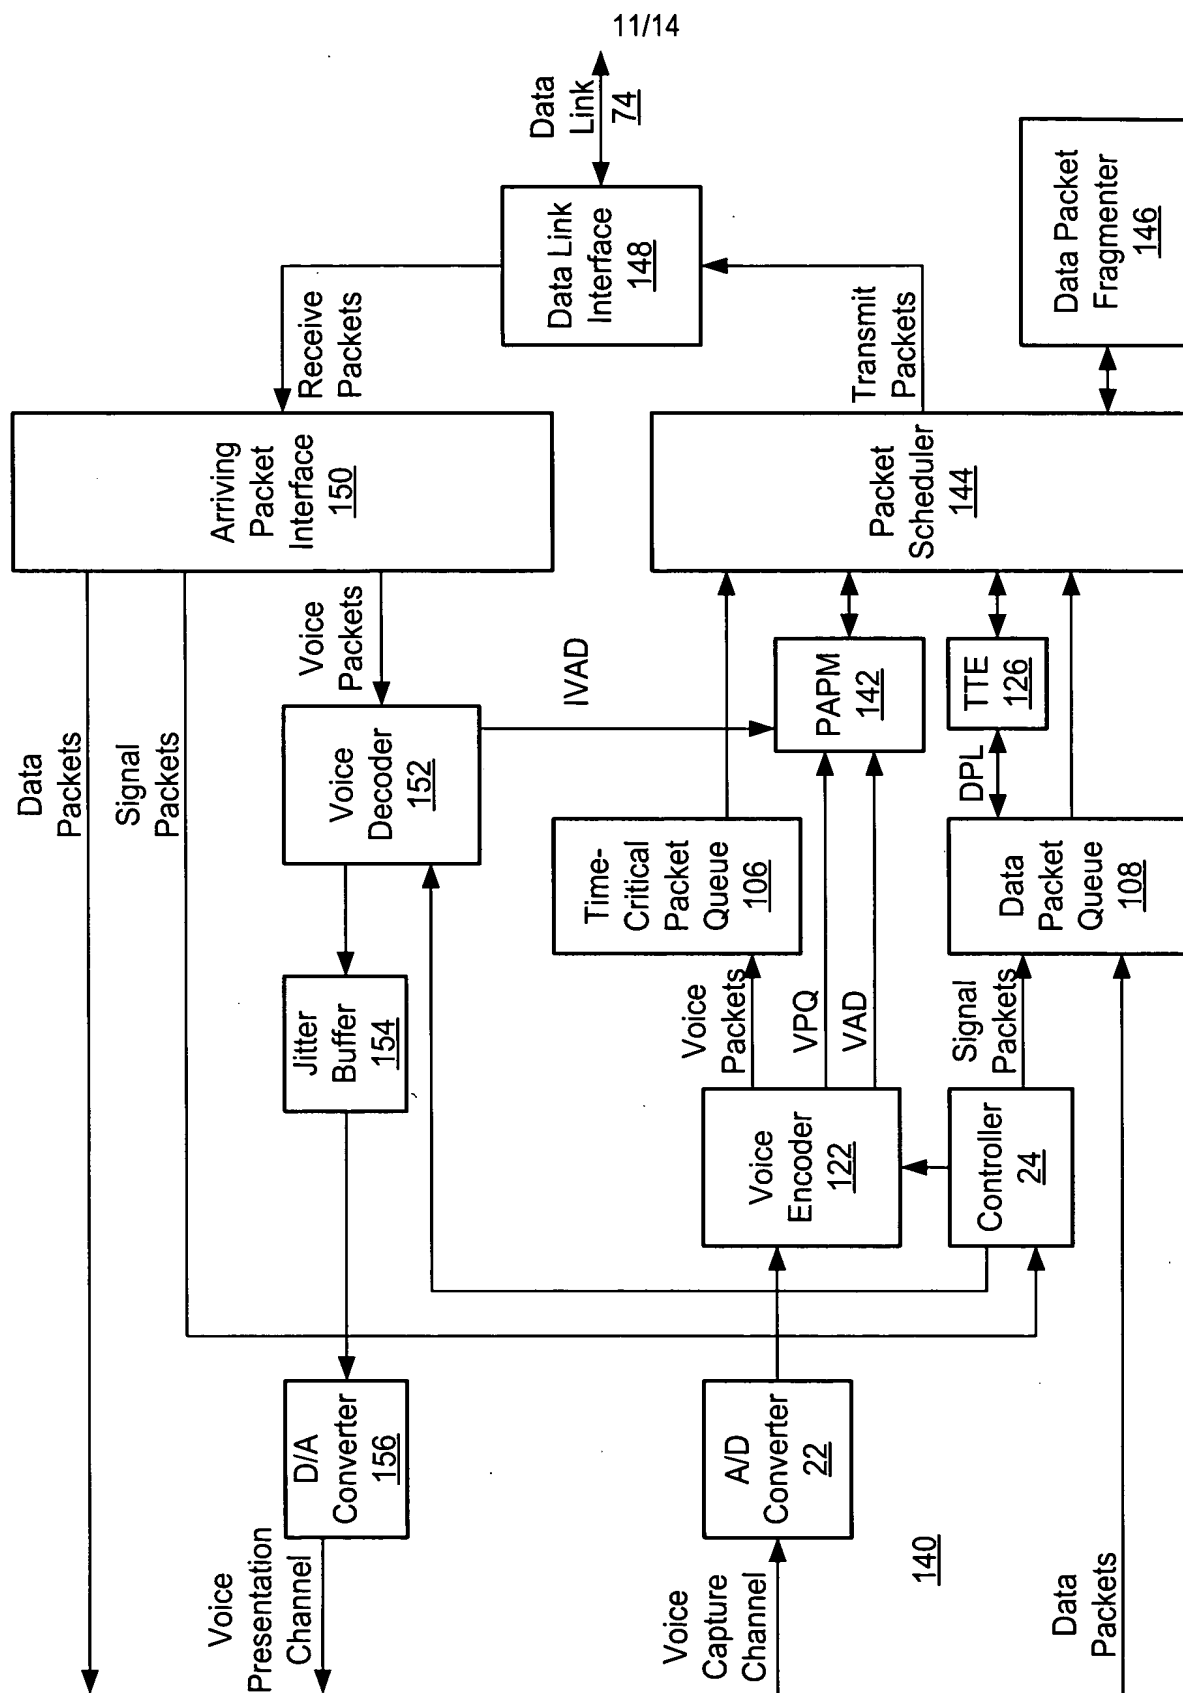 11/14
Data
Link
74
Data Link
Interface
148
Receive
Packets
Transmit
Packets
Data Packet
Fragmenter
146
Arriving
Packet
Interface
150
Packet
Scheduler
144
Data
Packets
Signal
Packets
Voice
Packets
IVAD
Voice
Decoder
152
PAPM
142
TTE
126
DPL
Time-
Critical
Packet
Queue
106
Data
Packet
Queue
108
Jitter
Buffer
154
Voice
Packets
VPQ
VAD
Signal
Packets
Voice
Encoder
122
Controller
24
D/A
Converter
156
A/D
Converter
22
Voice
Presentation
Channel
Voice
Capture
Channel
140
Data
Packets